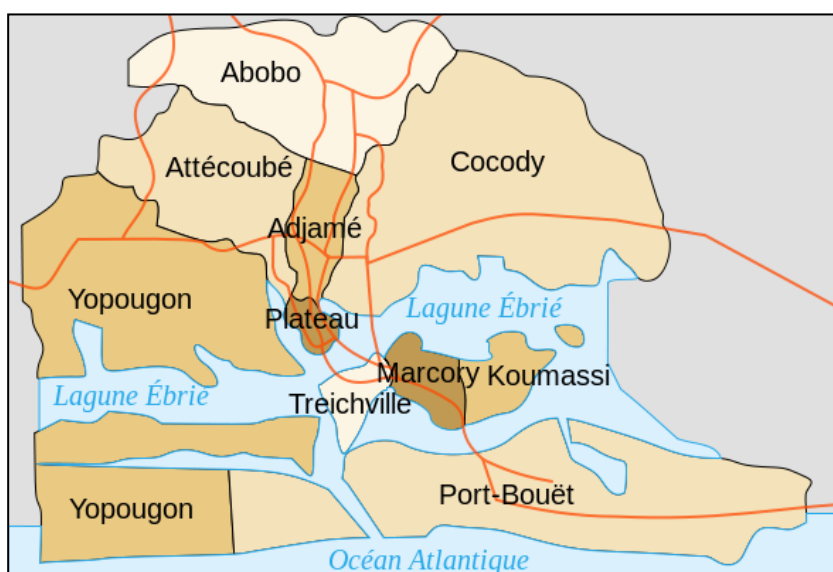 Abobo
Attécoubé
Cocody
Adjamé
Yopougon
Lagune Ébrié
Plateau
Marcory
Koumassi
Lagune Ébrié
Treichville
Port-Bouët
Yopougon
Océan Atlantique